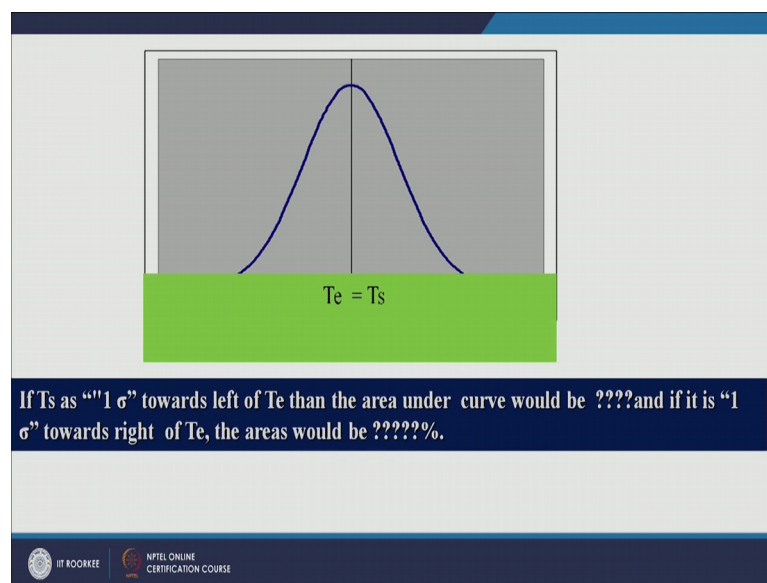 Te = Ts
If Ts as “"1 σ” towards left of Te than the area under curve would be ????and if it is “1
σ” towards right of Te, the areas would be ?????%.
IIT ROORKEE
NPTEL ONLINE
CERTIFICATION COURSE